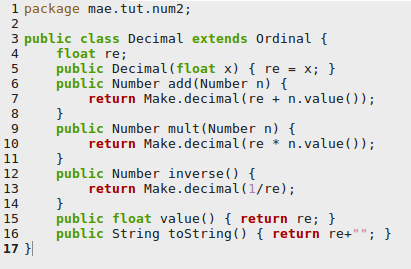 1 package mae.tut.num2;
2
3 public class Decimal extends Ordinal {
4     float re;
5     public Decimal(float x) { re = x; }
6     public Number add(Number n) {
7         return Make.decimal(re + n.value());
8     }
9     public Number mult(Number n) {
10         return Make.decimal(re * n.value());
11     }
12     public Number inverse() {
13         return Make.decimal(1/re);
14     }
15     public float value() { return re; }
16     public String toString() { return re+""; }
17 }